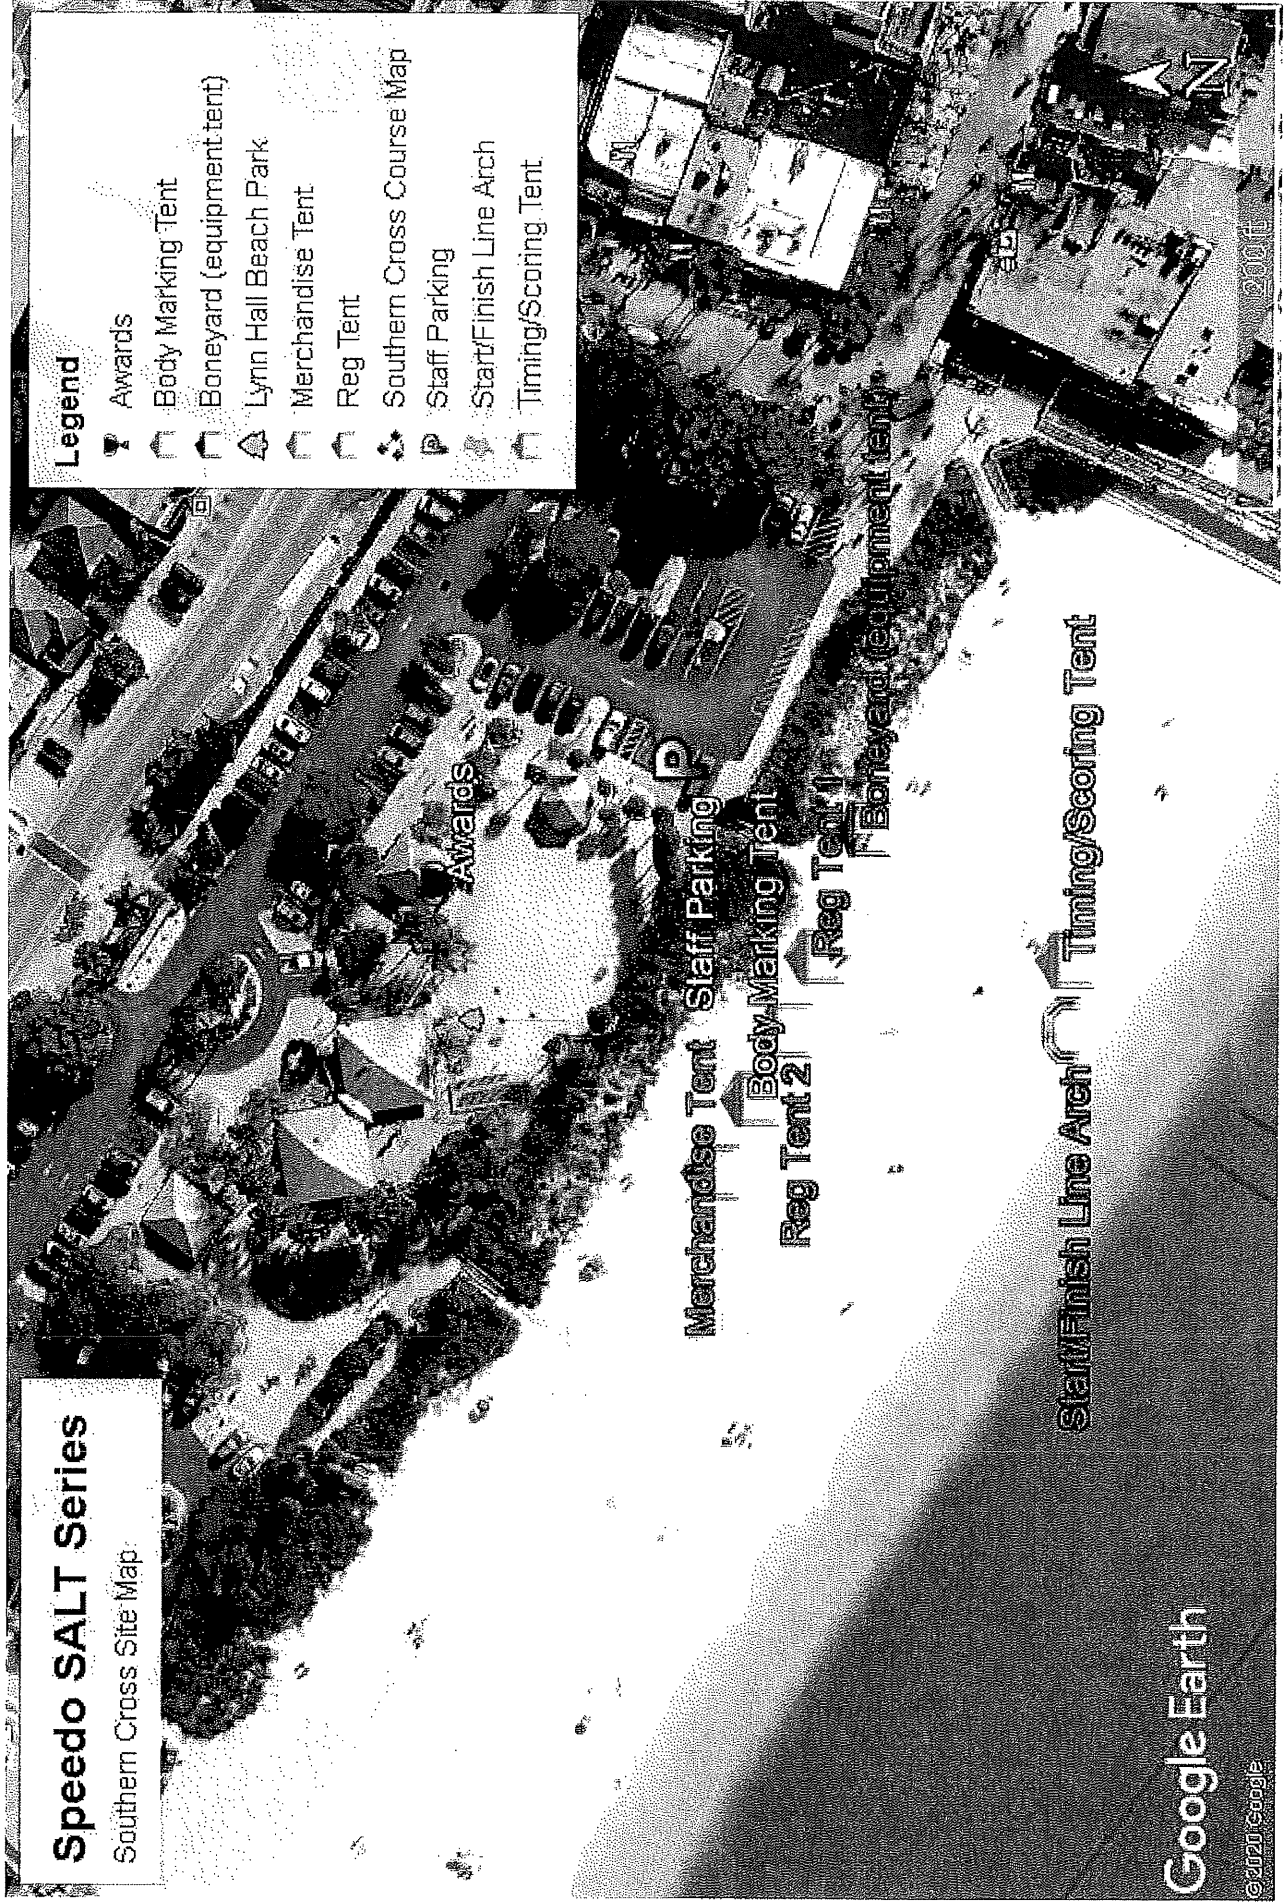 Speedo SALT Series
Southern Cross Site Map
Legend
Awards
Body Marking Tent
Boneyard (equipment tent)
Lynn Hall Beach Park
Merchandise Tent
Reg Tent
Southern Cross Course Map
Staff Parking
Start/Finish Line Arch
Timing/Scoring Tent
Awards
P
Merchandise Tent
Staff Parking
Body Marking Tent
Reg Tent 2
Reg Tent 1
Boneyard (equipment tent)
Start/Finish Line Arch
Timing/Scoring Tent
Google Earth
© 2020 Google
N
200 ft